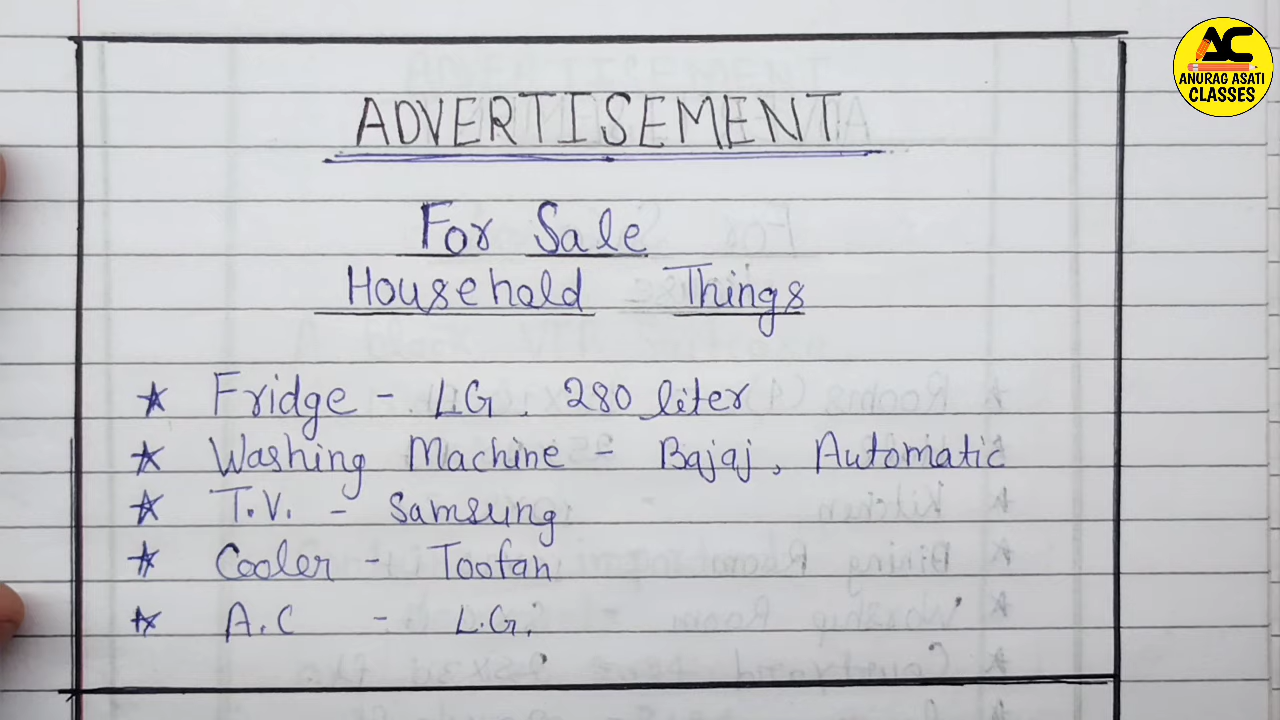 ADVERTISEMENT
For Sale
Household Things
★ Fridge - LG. 280 liter
★ Washing Machine - Bajaj, Automatic
★ T.V. - Samsung
★ Cooler - Toofan
★ A.C - L.G.
AC
ANURAG ASATI
CLASSES